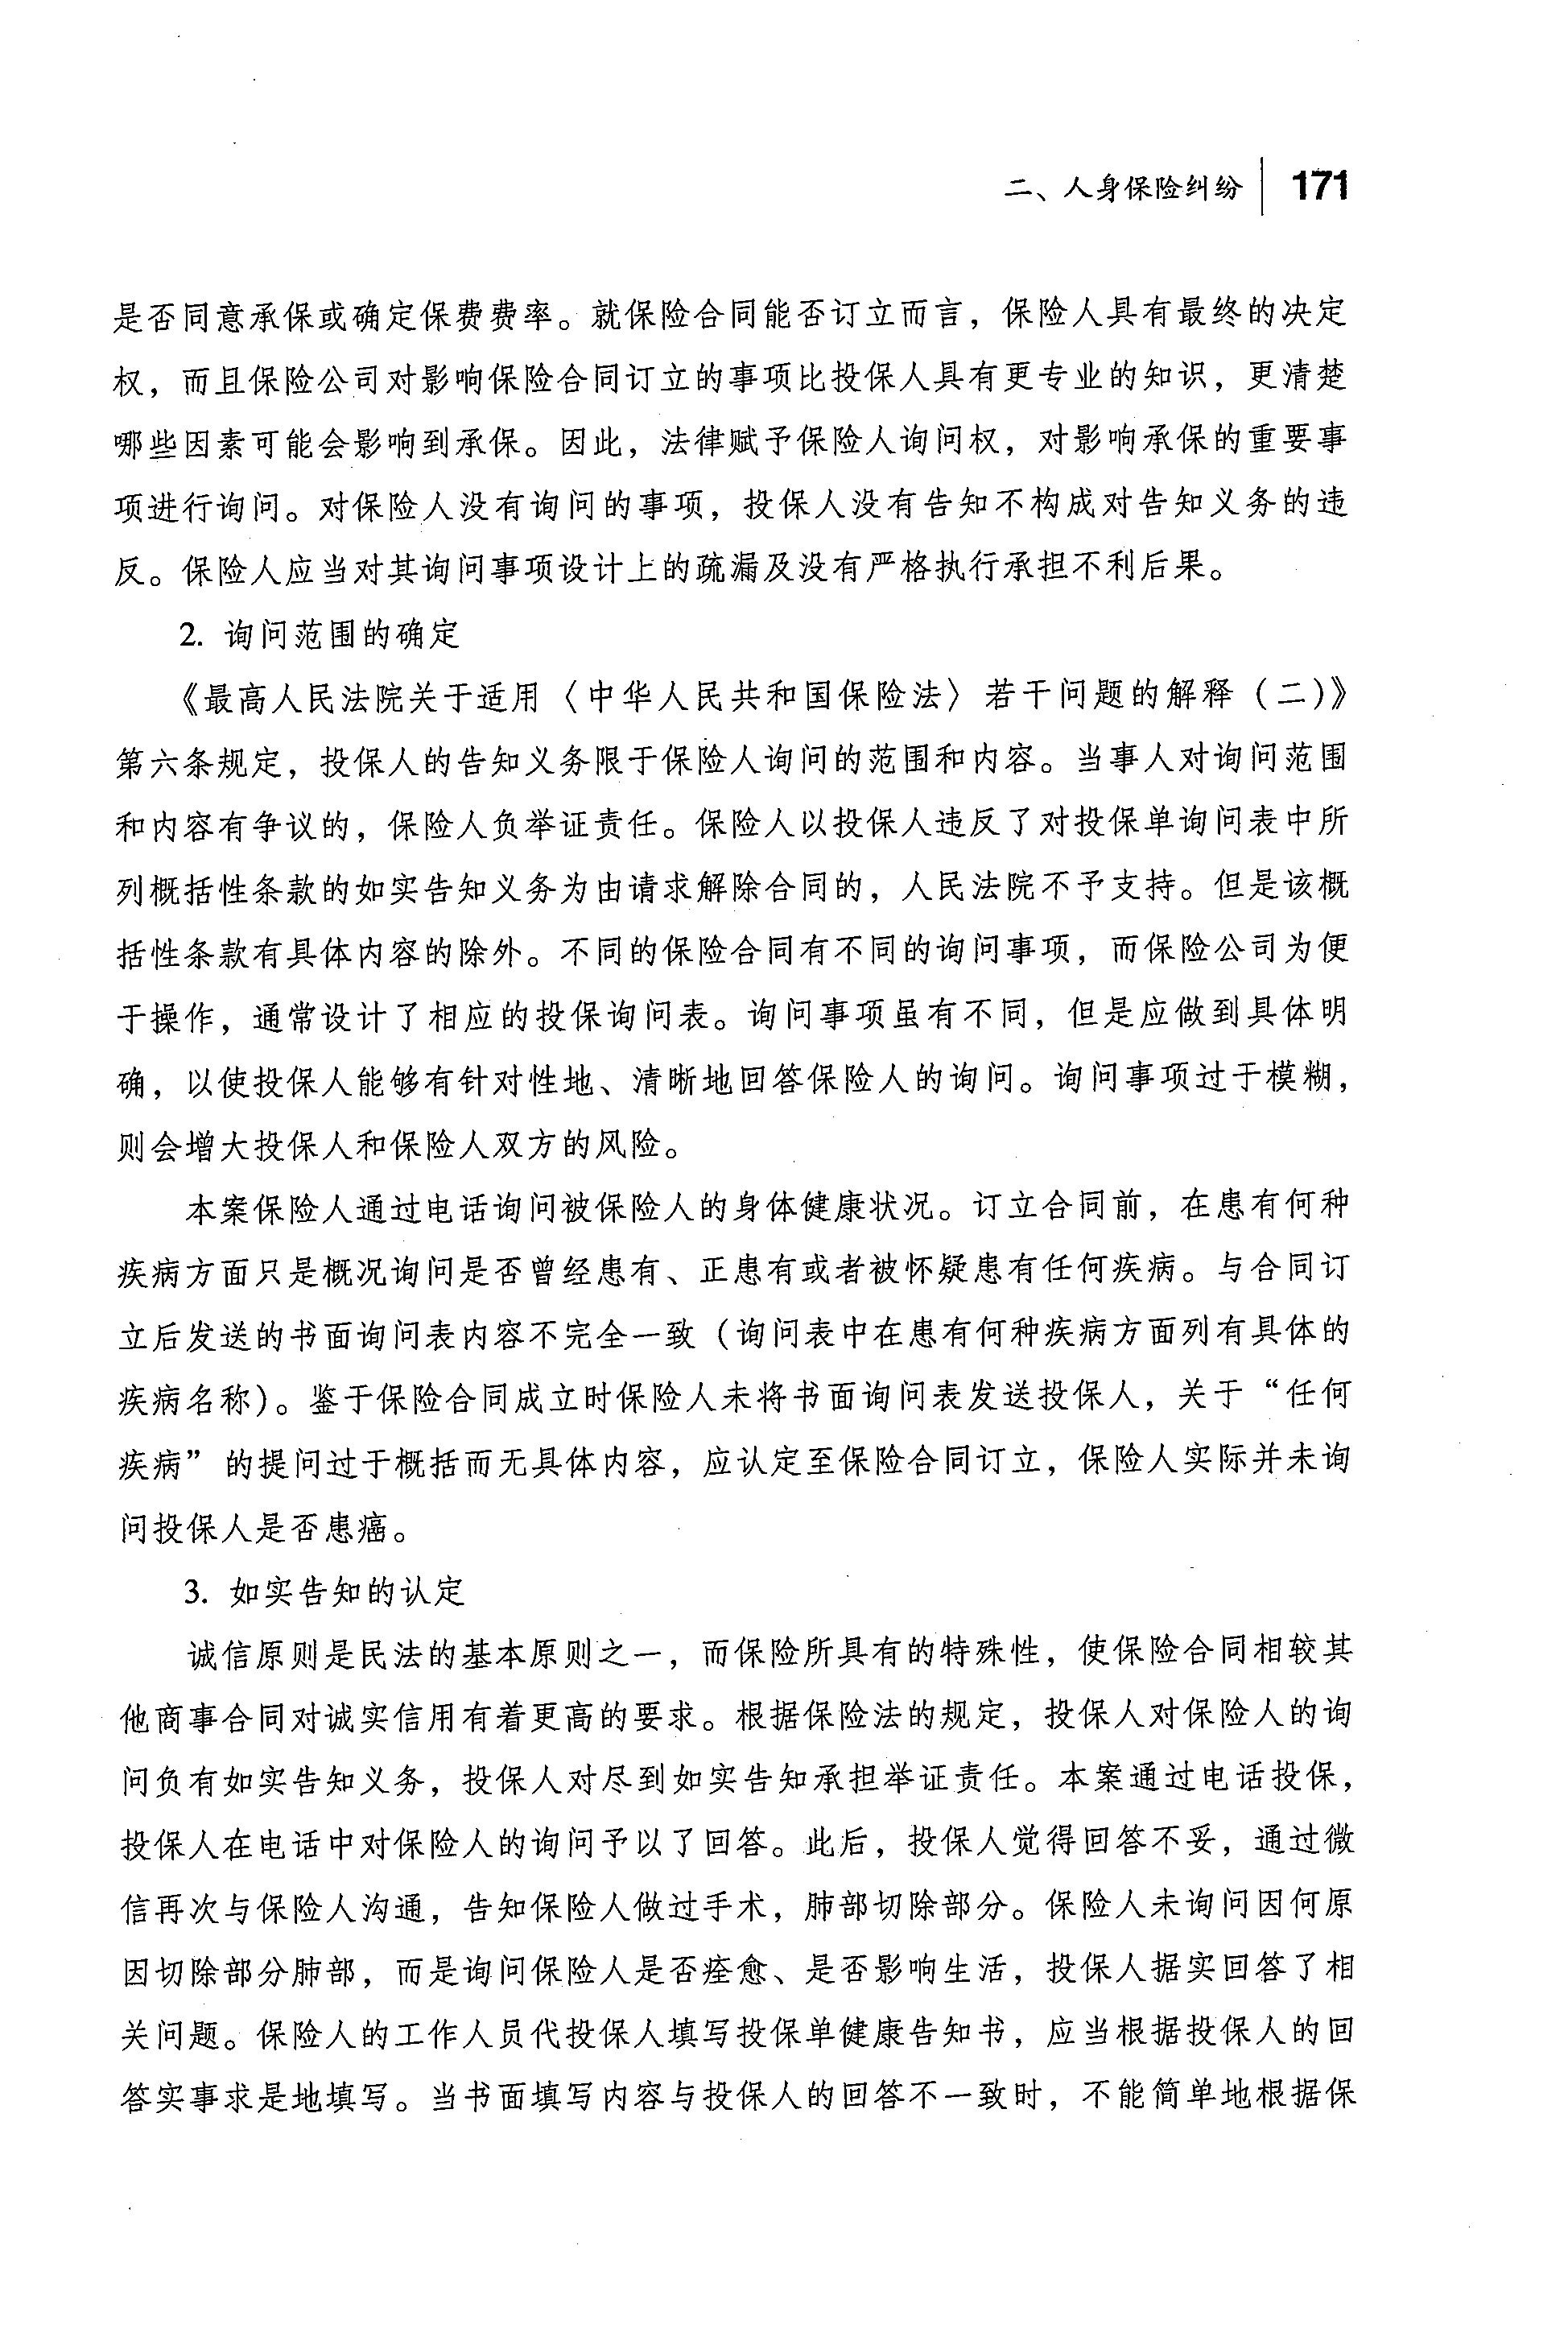 二、人身保险纠纷 171
是否同意承保或确定保费费率。就保险合同能否订立而言，保险人具有最终的决定
权，而且保险公司对影响保险合同订立的事项比投保人具有更专业的知识，更清楚
哪些因素可能会影响到承保。因此，法律赋予保险人询问权，对影响承保的重要事
项进行询问。对保险人没有询问的事项，投保人没有告知不构成对告知义务的违
反。保险人应当对其询问事项设计上的疏漏及没有严格执行承担不利后果。
2. 询问范围的确定
《最高人民法院关于适用〈中华人民共和国保险法〉若干问题的解释（二）》
第六条规定，投保人的告知义务限于保险人询问的范围和内容。当事人对询问范围
和内容有争议的，保险人负举证责任。保险人以投保人违反了对投保单询问表中所
列概括性条款的如实告知义务为由请求解除合同的，人民法院不予支持。但是该概
括性条款有具体内容的除外。不同的保险合同有不同的询问事项，而保险公司为便
于操作，通常设计了相应的投保询问表。询问事项虽有不同，但是应做到具体明
确，以使投保人能够有针对性地、清晰地回答保险人的询问。询问事项过于模糊，
则会增大投保人和保险人双方的风险。
本案保险人通过电话询问被保险人的身体健康状况。订立合同前，在患有何种
疾病方面只是概况询问是否曾经患有、正患有或者被怀疑患有任何疾病。与合同订
立后发送的书面询问表内容不完全一致（询问表中在患有何种疾病方面列有具体的
疾病名称）。鉴于保险合同成立时保险人未将书面询问表发送投保人，关于“任何
疾病”的提问过于概括而无具体内容，应认定至保险合同订立，保险人实际并未询
问投保人是否患癌。
3. 如实告知的认定
诚信原则是民法的基本原则之一，而保险所具有的特殊性，使保险合同相较其
他商事合同对诚实信用有着更高的要求。根据保险法的规定，投保人对保险人的询
问负有如实告知义务，投保人对尽到如实告知承担举证责任。本案通过电话投保，
投保人在电话中对保险人的询问予以了回答。此后，投保人觉得回答不妥，通过微
信再次与保险人沟通，告知保险人做过手术，肺部切除部分。保险人未询问因何原
因切除部分肺部，而是询问保险人是否痊愈、是否影响生活，投保人据实回答了相
关问题。保险人的工作人员代投保人填写投保单健康告知书，应当根据投保人的回
答实事求是地填写。当书面填写内容与投保人的回答不一致时，不能简单地根据保